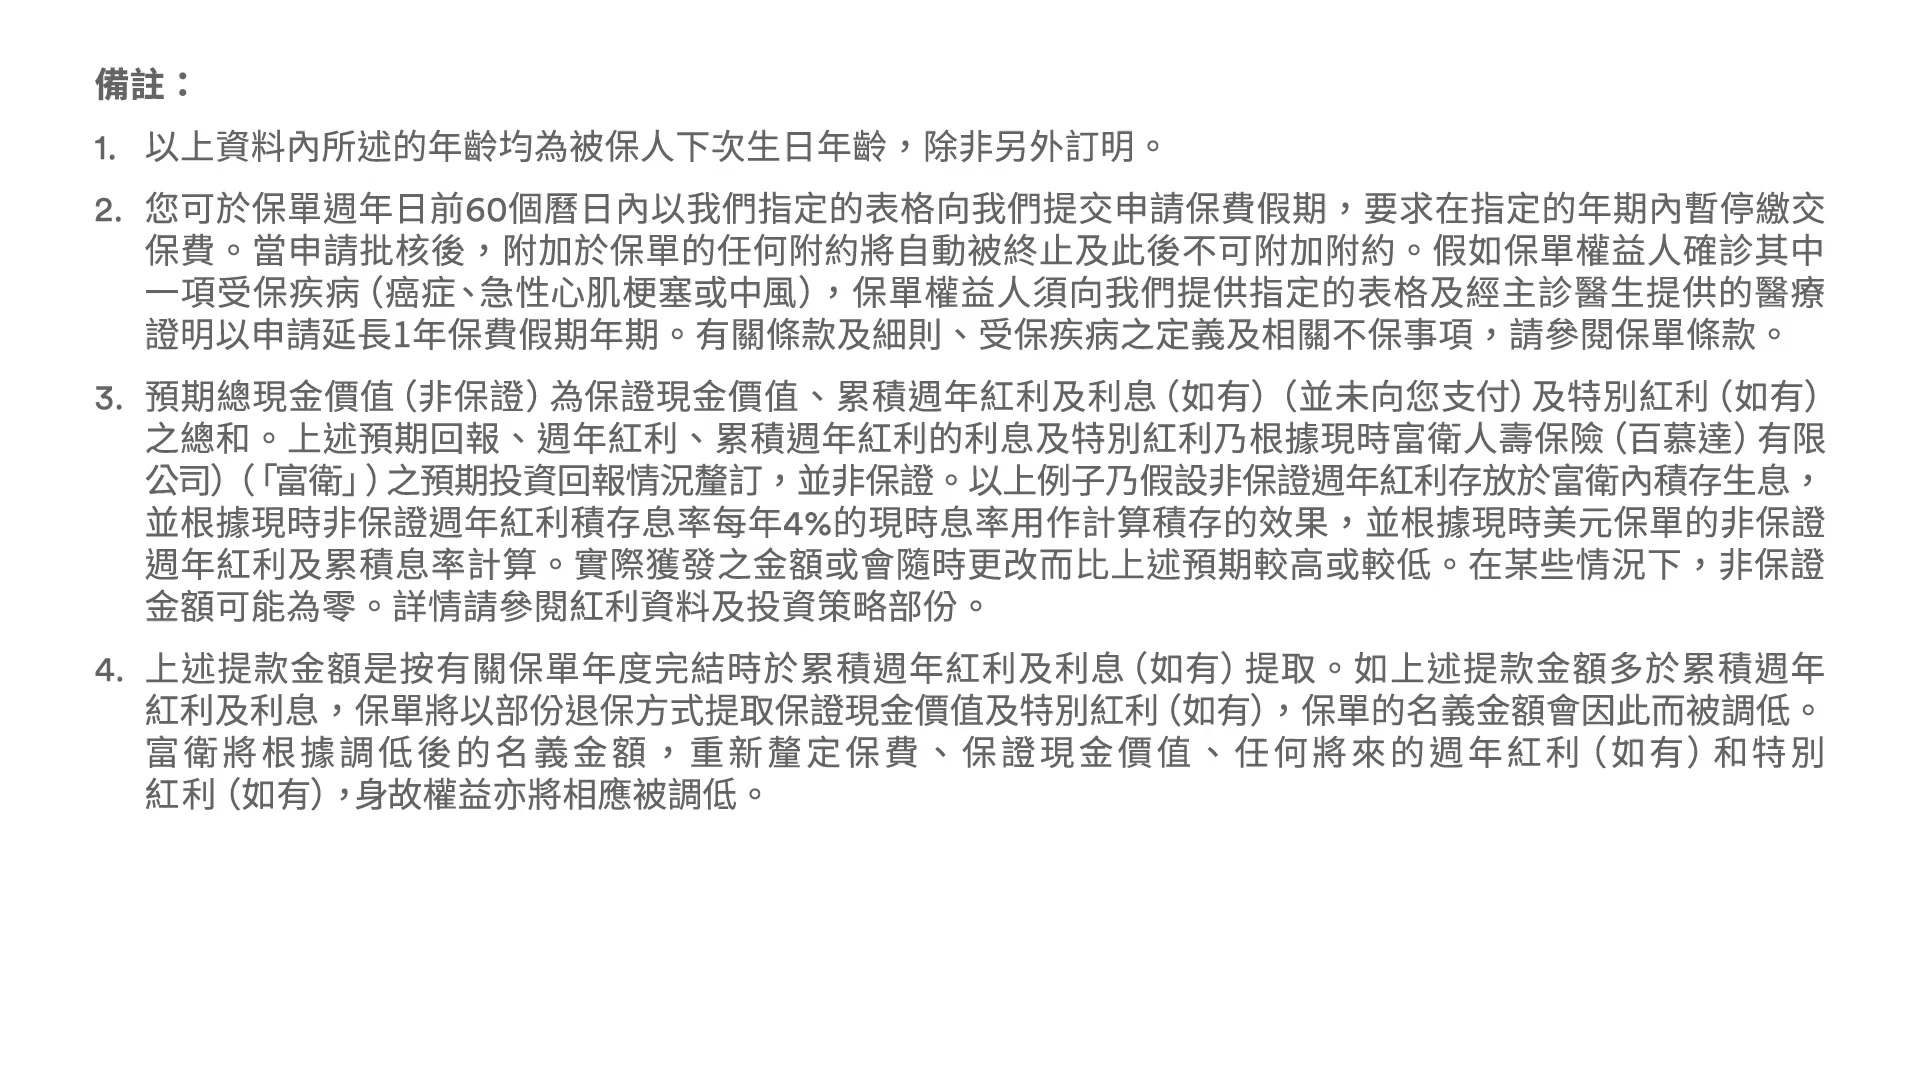 備註：
1. 以上資料內所述的年齡均為被保人下次生日年齡，除非另外訂明。
2. 您可於保單週年日前60個曆日內以我們指定的表格向我們提交申請保費假期，要求在指定的年期內暫停繳交
保費。當申請批核後，附加於保單的任何附約將自動被終止及此後不可附加附約。假如保單權益人確診其中
一項受保疾病（癌症、急性心肌梗塞或中風），保單權益人須向我們提供指定的表格及經主診醫生提供的醫療
證明以申請延長1年保費假期年期。有關條款及細則、受保疾病之定義及相關不保事項，請參閱保單條款。
3. 預期總現金價值（非保證）為保證現金價值、累積週年紅利及利息（如有）（並未向您支付）及特別紅利（如有）
之總和。上述預期回報、週年紅利、累積週年紅利的利息及特別紅利乃根據現時富衛人壽保險（百慕達）有限
公司）（「富衛」）之預期投資回報情況釐訂，並非保證。以上例子乃假設非保證週年紅利存放於富衛內積存生息，
並根據現時非保證週年紅利積存息率每年4%的現時息率用作計算積存的效果，並根據現時美元保單的非保證
週年紅利及累積息率計算。實際獲發之金額或會隨時更改而比上述預期較高或較低。在某些情況下，非保證
金額可能為零。詳情請參閱紅利資料及投資策略部份。
4. 上述提款金額是按有關保單年度完結時於累積週年紅利及利息（如有）提取。如上述提款金額多於累積週年
紅利及利息，保單將以部份退保方式提取保證現金價值及特別紅利（如有），保單的名義金額會因此而被調低。
富衛將根據調低後的名義金額，重新釐定保費、保證現金價值、任何將來的週年紅利（如有）和特別
紅利（如有），身故權益亦將相應被調低。